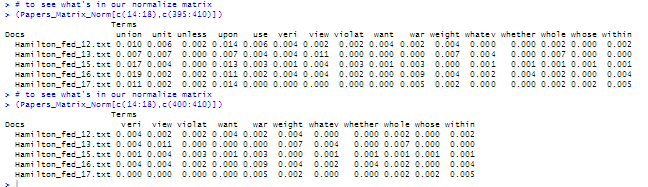 > # to see what's in our normalize matrix
> (Papers_Matrix_Norm[c(14:18),c(395:410)])
Terms
Docs union unit unless upon use veri view violat want war weight whatev whether whole whose within
Hamilton_fed_12.txt 0.010 0.006 0.002 0.014 0.006 0.004 0.002 0.002 0.004 0.002 0.004 0.000 0.000 0.002 0.000 0.002
Hamilton_fed_13.txt 0.007 0.007 0.000 0.007 0.004 0.004 0.011 0.000 0.000 0.000 0.007 0.004 0.000 0.000 0.000 0.000
Hamilton_fed_15.txt 0.017 0.004 0.000 0.013 0.003 0.001 0.004 0.003 0.001 0.003 0.000 0.001 0.001 0.001 0.001 0.001
Hamilton_fed_16.txt 0.019 0.002 0.002 0.011 0.002 0.004 0.004 0.002 0.000 0.009 0.004 0.002 0.004 0.002 0.000 0.004
Hamilton_fed_17.txt 0.011 0.002 0.002 0.014 0.000 0.000 0.000 0.000 0.000 0.005 0.002 0.000 0.000 0.002 0.002 0.005
> # to see what's in our normalize matrix
> (Papers_Matrix_Norm[c(14:18),c(400:410)])
Terms
Docs veri view violat want war weight whatev whether whole whose within
Hamilton_fed_12.txt 0.004 0.002 0.002 0.004 0.002 0.004 0.000 0.000 0.002 0.000 0.002
Hamilton_fed_13.txt 0.004 0.011 0.000 0.000 0.000 0.007 0.004 0.000 0.000 0.000 0.000
Hamilton_fed_15.txt 0.001 0.004 0.003 0.001 0.003 0.000 0.001 0.001 0.001 0.001 0.001
Hamilton_fed_16.txt 0.004 0.004 0.002 0.000 0.009 0.004 0.002 0.004 0.002 0.000 0.004
Hamilton_fed_17.txt 0.000 0.000 0.000 0.000 0.005 0.002 0.000 0.000 0.002 0.002 0.005
>